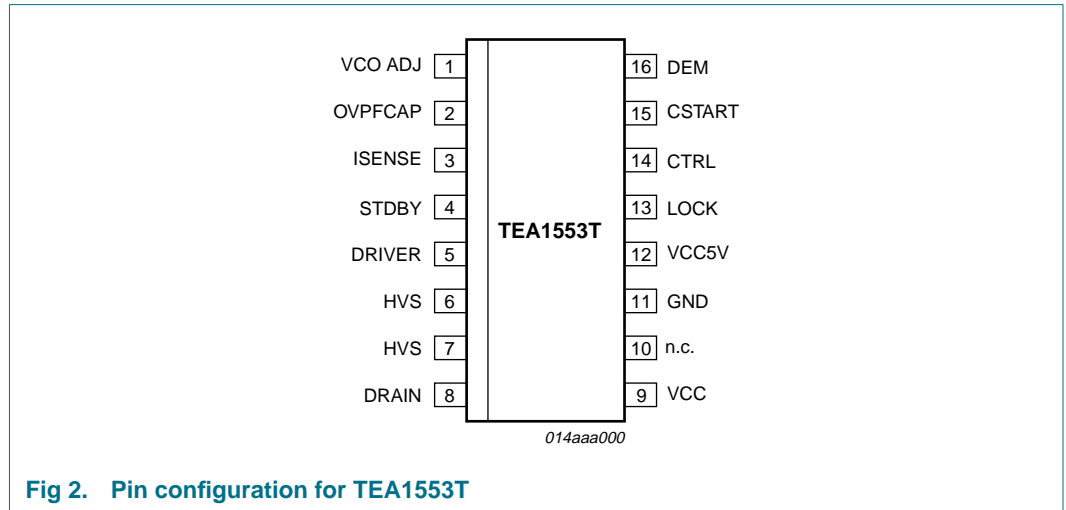 VCO ADJ 1 16 DEM
OVPFCAP 2 15 CSTART
ISENSE 3 14 CTRL
STDBY 4 13 LOCK
TEA1553T
DRIVER 5 12 VCC5V
HVS 6 11 GND
HVS 7 10 n.c.
DRAIN 8 9 VCC
014aaa000
Fig 2. Pin configuration for TEA1553T